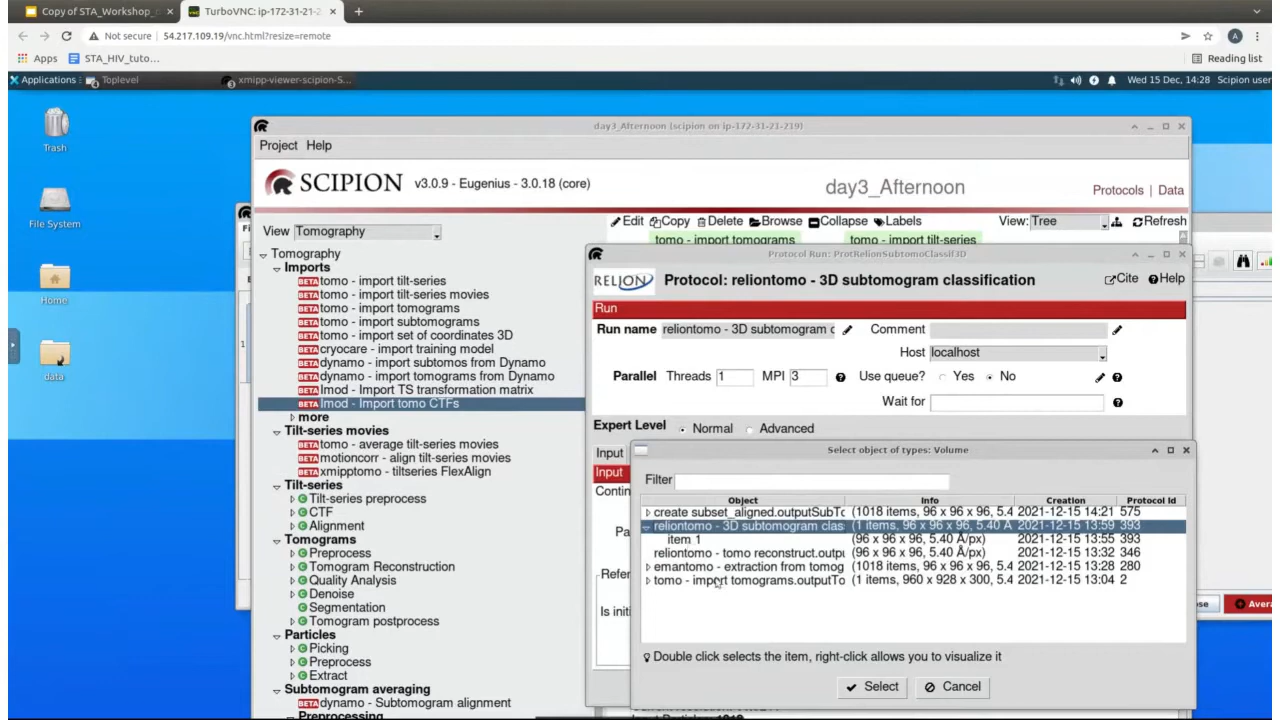 Copy of STA_Workshop_ × TurboVNC: ip-172-31-21-2 × +
Not secure | 54.217.109.19/vnc.html?resize=remote A
Apps STA_HIV_tuto... Reading list
Applications Toplevel xmipp-viewer-scipion-S... Wed 15 Dec, 14:28 Scipion user
Trash
File System
Home
data
day3_Afternoon (scipion on ip-172-31-21-219)
Project Help
SCIPION v3.0.9 - Eugenius - 3.0.18 (core) day3_Afternoon Protocols | Data
View Tomography
Edit Copy Delete Browse Collapse Labels View: Tree Refresh
tomo - import tomograms tomo - import tilt-series
Tomography
Imports
BETA tomo - import tilt-series
BETA tomo - import tilt-series movies
BETA tomo - import tomograms
BETA tomo - import subtomograms
BETA tomo - import set of coordinates 3D
BETA cryocare - import training model
BETA dynamo - import subtomos from Dynamo
BETA dynamo - import tomograms from Dynamo
BETA Imod - Import TS transformation matrix
BETA Imod - Import tomo CTFs
more
Tilt-series movies
BETA tomo - average tilt-series movies
BETA motioncorr - align tilt-series movies
BETA xmipptomo - tiltseries FlexAlign
Tilt-series
Tilt-series preprocess
CTF
Alignment
Tomograms
Preprocess
Tomogram Reconstruction
Quality Analysis
Denoise
Segmentation
Tomogram postprocess
Particles
Picking
Preprocess
Extract
Subtomogram averaging
BETA dynamo - Subtomogram alignment
Preprocessing
Protocol Run: ProtRelionSubtomoClassif3D
RELION Protocol: reliontomo - 3D subtomogram classification Cite Help
Run
Run name reliontomo - 3D subtomogram c Comment
Host localhost
Parallel Threads 1 MPI 3 Use queue? Yes No
Wait for
Expert Level Normal Advanced
Input
Input
Contin
Pa
Refer
Is initi
Select object of types: Volume
Filter
Object Info Creation Protocol Id
create subset_aligned.outputSubTo (1018 items, 96 x 96 x 96, 5.4 2021-12-15 14:21 575
reliontomo - 3D subtomogram clas (1 items, 96 x 96 x 96, 5.40 Å 2021-12-15 13:59 393
item 1 (96 x 96 x 96, 5.40 Å/px) 2021-12-15 13:55 393
reliontomo - tomo reconstruct.outpu (96 x 96 x 96, 5.40 Å/px) 2021-12-15 13:32 346
emantomo - extraction from tomog (1018 items, 96 x 96 x 96, 5.4 2021-12-15 13:28 280
tomo - import tomograms.outputTo (1 items, 960 x 928 x 300, 5.4 2021-12-15 13:04 2
Double click selects the item, right-click allows you to visualize it
Select Cancel
ose Avera